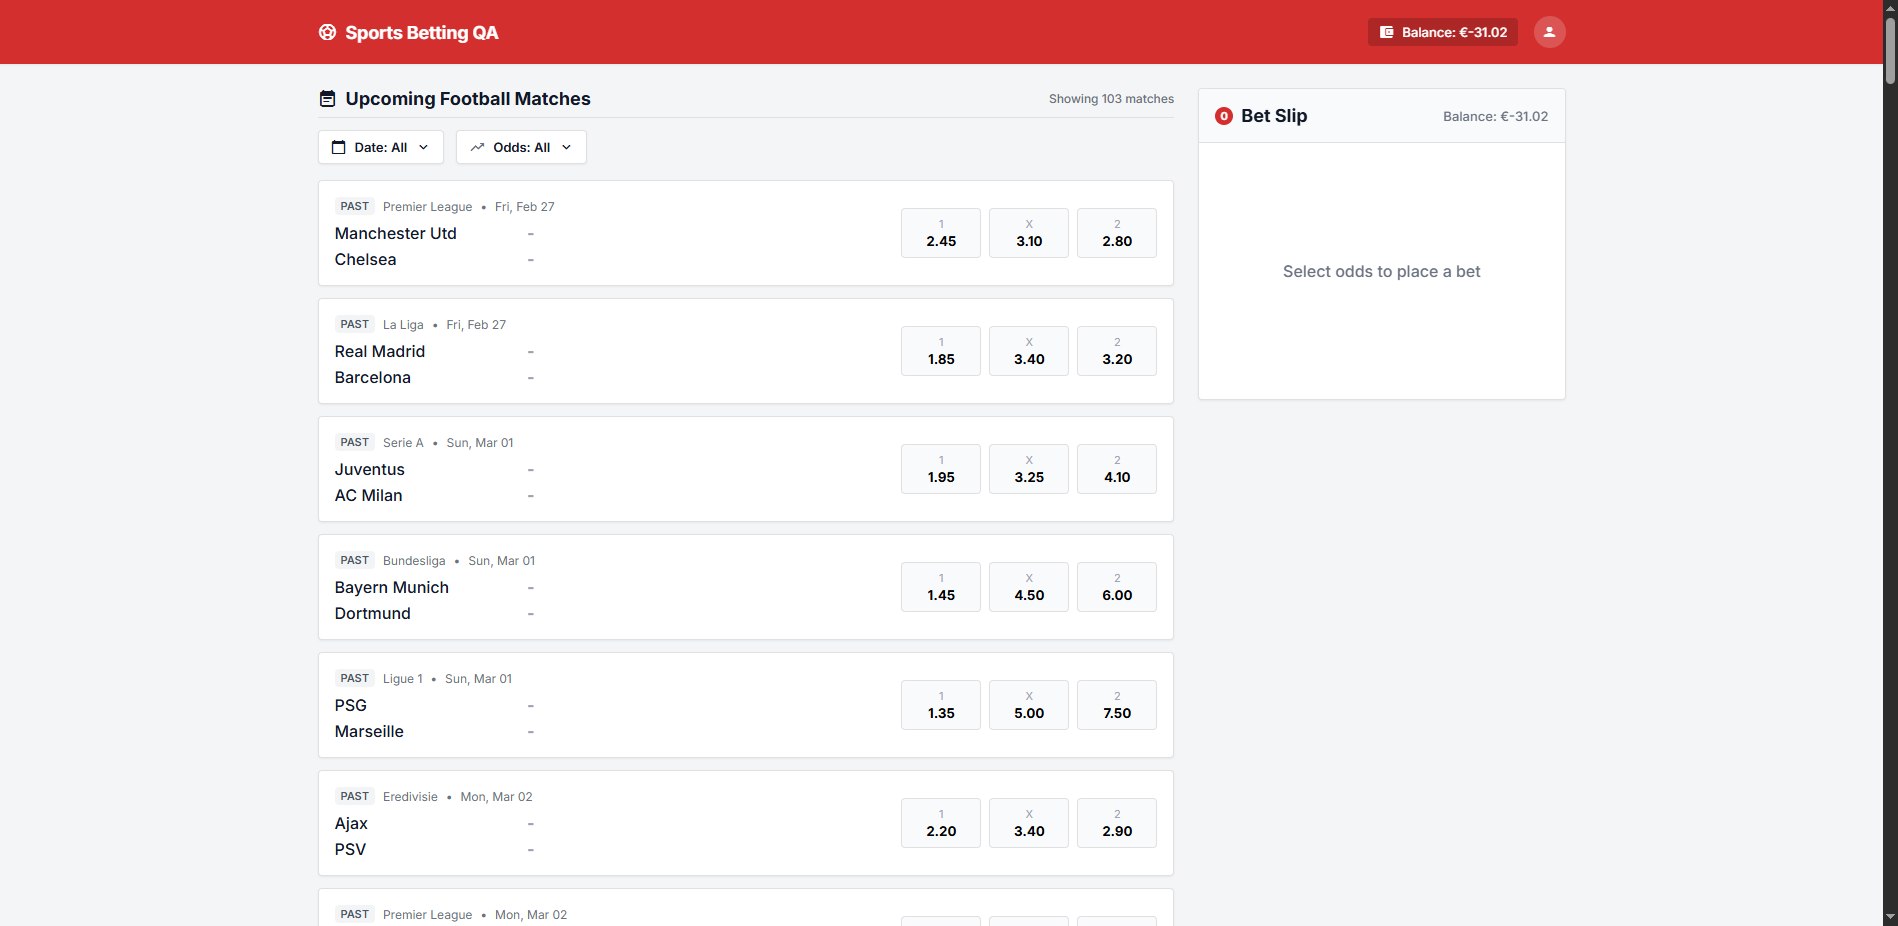 Sports Betting QA
Balance: €-31.02
Upcoming Football Matches
Showing 103 matches
Date: All
Odds: All
PAST Premier League • Fri, Feb 27
Manchester Utd -
Chelsea -
1 X 2
2.45 3.10 2.80
PAST La Liga • Fri, Feb 27
Real Madrid -
Barcelona -
1 X 2
1.85 3.40 3.20
PAST Serie A • Sun, Mar 01
Juventus -
AC Milan -
1 X 2
1.95 3.25 4.10
PAST Bundesliga • Sun, Mar 01
Bayern Munich -
Dortmund -
1 X 2
1.45 4.50 6.00
PAST Ligue 1 • Sun, Mar 01
PSG -
Marseille -
1 X 2
1.35 5.00 7.50
PAST Eredivisie • Mon, Mar 02
Ajax -
PSV -
1 X 2
2.20 3.40 2.90
PAST Premier League • Mon, Mar 02
0 Bet Slip
Balance: €-31.02
Select odds to place a bet